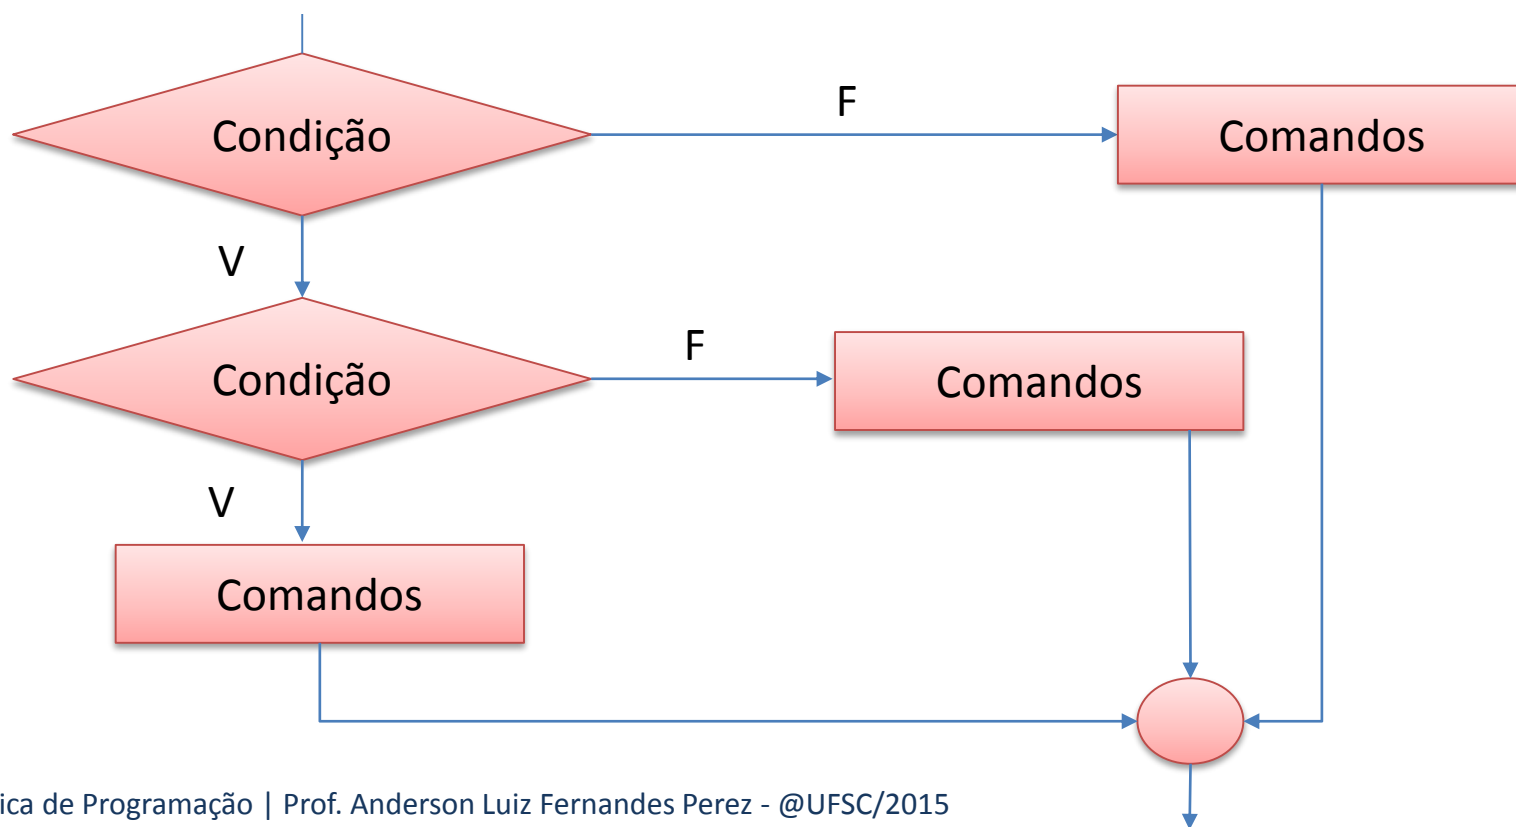 Condição
F
Comandos
V
Condição
F
Comandos
V
Comandos
ica de Programação | Prof. Anderson Luiz Fernandes Perez - @UFSC/2015